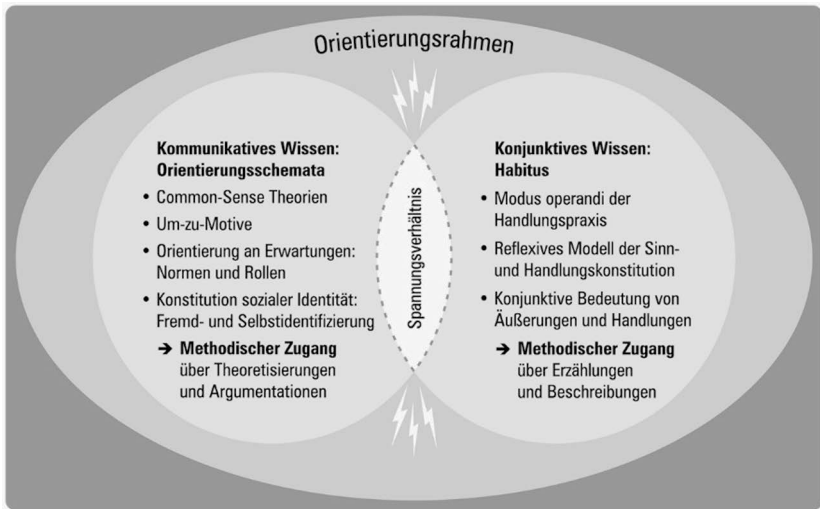 Orientierungsrahmen
Kommunikatives Wissen:
Orientierungsschemata
• Common-Sense Theorien
• Um-zu-Motive
• Orientierung an Erwartungen:
Normen und Rollen
• Konstitution sozialer Identität:
Fremd- und Selbstidentifizierung
➔ Methodischer Zugang
über Theoretisierungen
und Argumentationen
Spannungsverhältnis
Konjunktives Wissen:
Habitus
• Modus operandi der
Handlungspraxis
• Reflexives Modell der Sinn-
und Handlungskonstitution
• Konjunktive Bedeutung von
Äußerungen und Handlungen
➔ Methodischer Zugang
über Erzählungen
und Beschreibungen